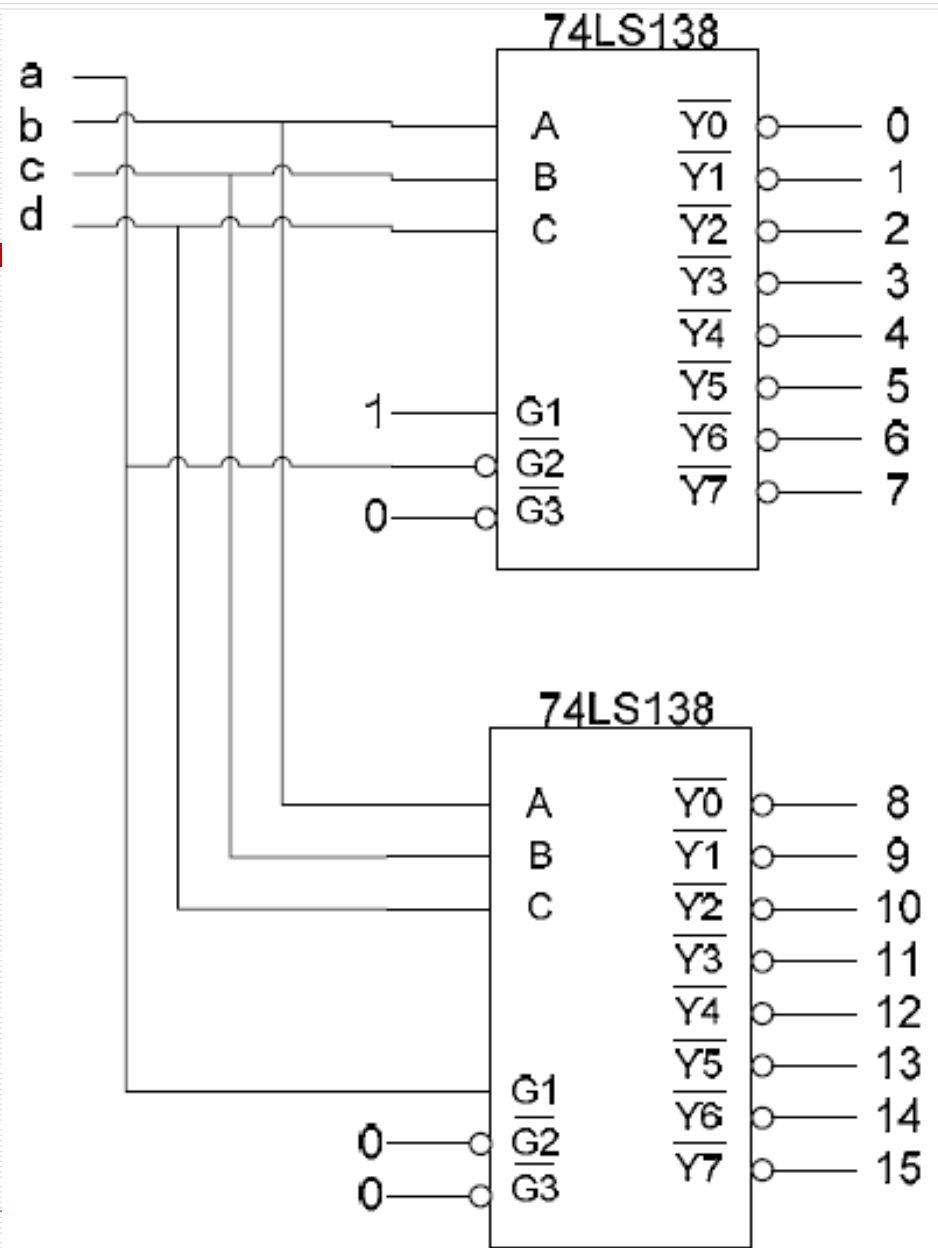 74LS138
a
b
c
d
A Y0 0
B Y1 1
C Y2 2
Y3 3
Y4 4
Y5 5
1 G1
Y6 6
G2
Y7 7
0 G3
74LS138
A Y0 8
B Y1 9
C Y2 10
Y3 11
Y4 12
Y5 13
G1
Y6 14
0 G2
Y7 15
0 G3